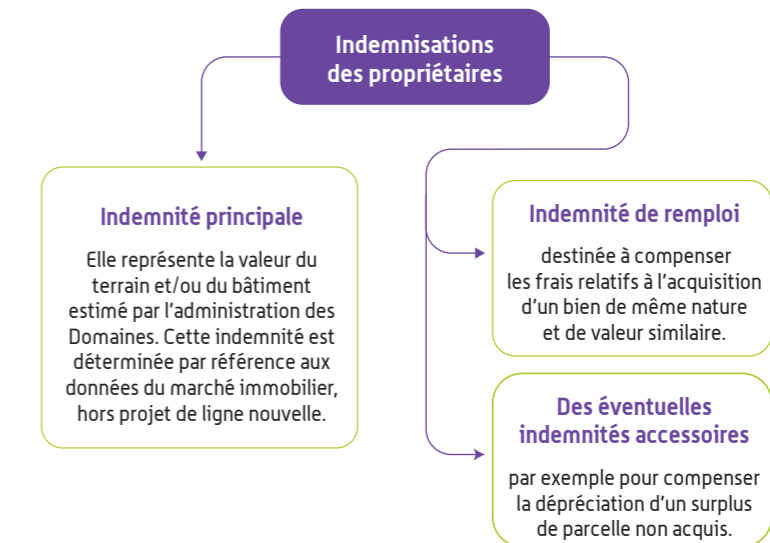 Indemnisations
des propriétaires
Indemnité principale
Elle représente la valeur du
terrain et/ou du bâtiment
estimé par l'administration des
Domaines. Cette indemnité est
déterminée par référence aux
données du marché immobilier,
hors projet de ligne nouvelle.
Indemnité de remploi
destinée à compenser
les frais relatifs à l'acquisition
d'un bien de même nature
et de valeur similaire.
Des éventuelles
indemnités accessoires
par exemple pour compenser
la dépréciation d'un surplus
de parcelle non acquis.